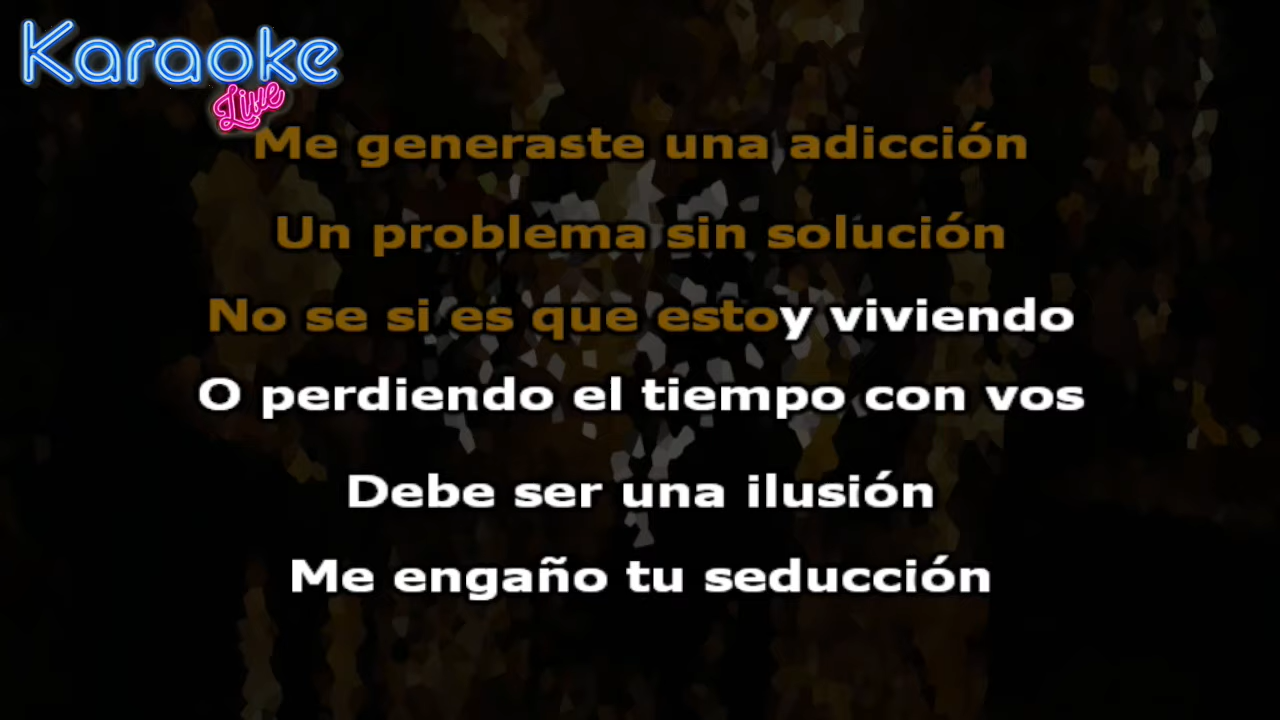 Karaoke
Live
Me generaste una adicción
Un problema sin solución
No se si es que estoy viviendo
O perdiendo el tiempo con vos
Debe ser una ilusión
Me engaño tu seducción